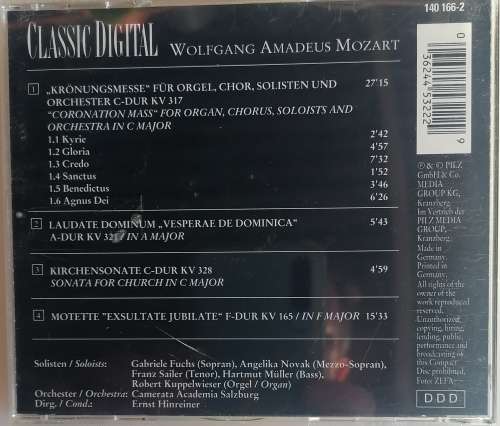 CLASSIC DIGITAL WOLFGANG AMADEUS MOZART
140 166-2
1 „KRÖNUNGSMESSE“ FÜR ORGEL, CHOR, SOLISTEN UND 27'15
ORCHESTER C-DUR KV 317
“CORONATION MASS“ FOR ORGAN, CHORUS, SOLOISTS AND
ORCHESTRA IN C MAJOR
1.1 Kyrie 2'42
1.2 Gloria 4'57
1.3 Credo 7'32
1.4 Sanctus 1'52
1.5 Benedictus 3'46
1.6 Agnus Dei 6'26
2 LAUDATE DOMINUM „VESPERAE DE DOMINICA“ 5'43
A-DUR KV 321 / IN A MAJOR
3 KIRCHENSONATE C-DUR KV 328 4'59
SONATA FOR CHURCH IN C MAJOR
4 MOTETTE "EXSULTATE JUBILATE" F-DUR KV 165 / IN F MAJOR 15'33
Solisten / Soloists: Gabriele Fuchs (Sopran), Angelika Novak (Mezzo-Sopran),
Franz Sailer (Tenor), Hartmut Müller (Bass),
Robert Kuppelwieser (Orgel / Organ)
Orchester / Orchestra: Camerata Academia Salzburg
Dir. / Cond.: Ernst Hinreiner
0 36244 53222 9
℗ & © PILZ
GmbH & Co.
MEDIA
GROUP KG,
Kranzberg.
Im Vertrieb der
PILZ MEDIA
GROUP,
Kranzberg.
Made in
Germany.
Printed in
Germany.
All rights of the
owner of the
work reproduced
reserved.
Unauthorized
copying, hiring,
lending, public
performance and
broadcasting of
this Compact
Disc prohibited.
Foto: ZEFA
DDD